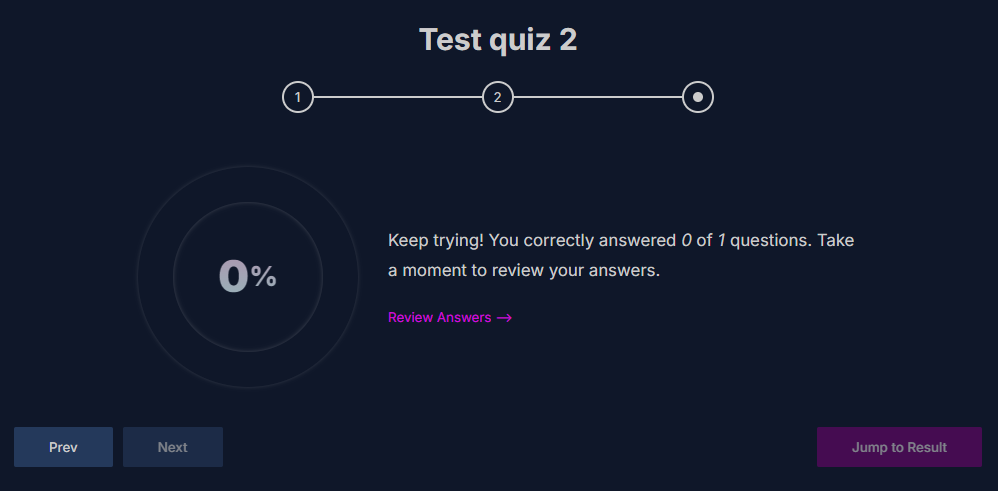 Test quiz 2
1
2
0%
Keep trying! You correctly answered 0 of 1 questions. Take
a moment to review your answers.
Review Answers →
Prev
Next
Jump to Result